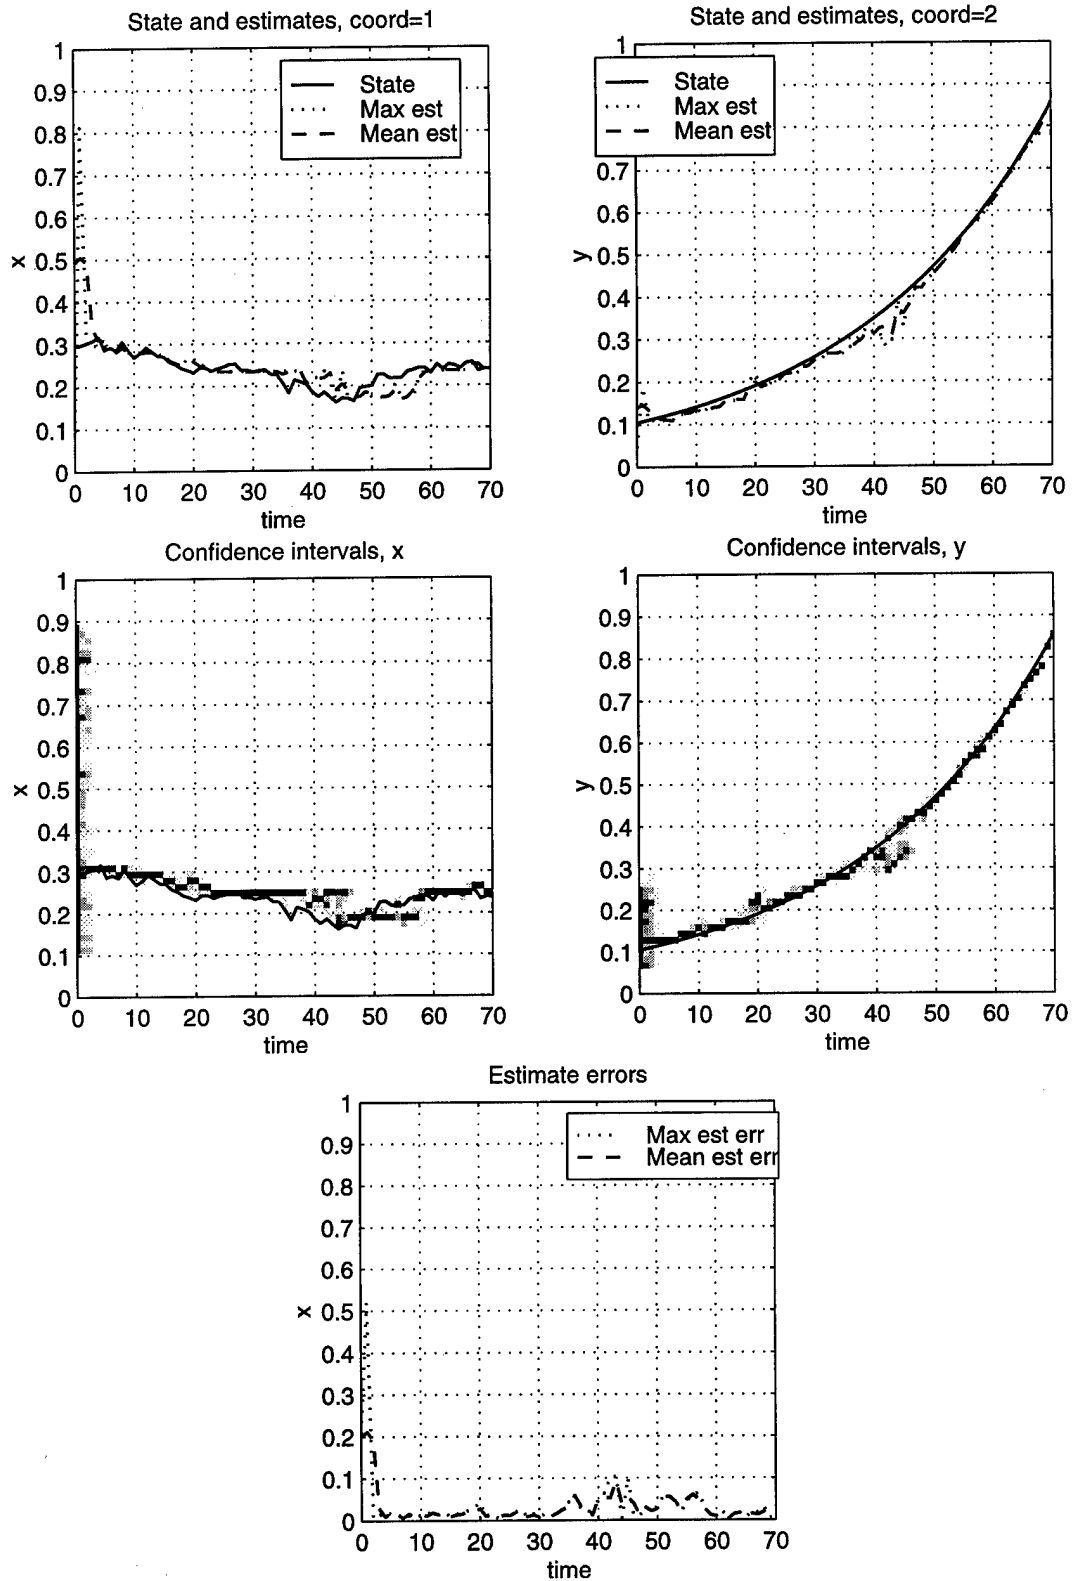 State and estimates, coord=1
1
0.9
0.8
0.7
0.6
0.5
0.4
0.3
0.2
0.1
0
x
State
Max est
Mean est
0 10 20 30 40 50 60 70
time
State and estimates, coord=2
1
State
Max est
Mean est
0.7
0.6
0.5
0.4
0.3
0.2
0.1
0
y
0 10 20 30 40 50 60 70
time
Confidence intervals, x
1
0.9
0.8
0.7
0.6
0.5
0.4
0.3
0.2
0.1
0
x
0 10 20 30 40 50 60 70
time
Confidence intervals, y
1
0.9
0.8
0.7
0.6
0.5
0.4
0.3
0.2
0.1
0
y
0 10 20 30 40 50 60 70
time
Estimate errors
1
0.9
0.8
0.7
0.6
0.5
0.4
0.3
0.2
0.1
0
x
Max est err
Mean est err
0 10 20 30 40 50 60 70
time